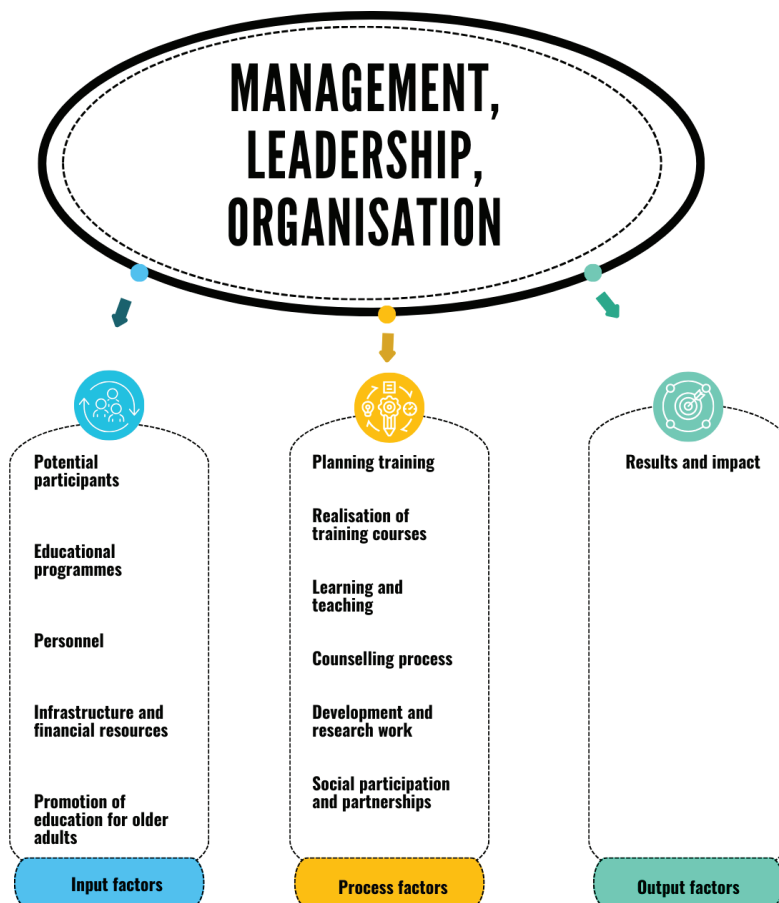 MANAGEMENT,
LEADERSHIP,
ORGANISATION
Potential
participants
Educational
programmes
Personnel
Infrastructure and
financial resources
Promotion of
education for older
adults
Input factors
Planning training
Realisation of
training courses
Learning and
teaching
Counselling process
Development and
research work
Social participation
and partnerships
Process factors
Results and impact
Output factors